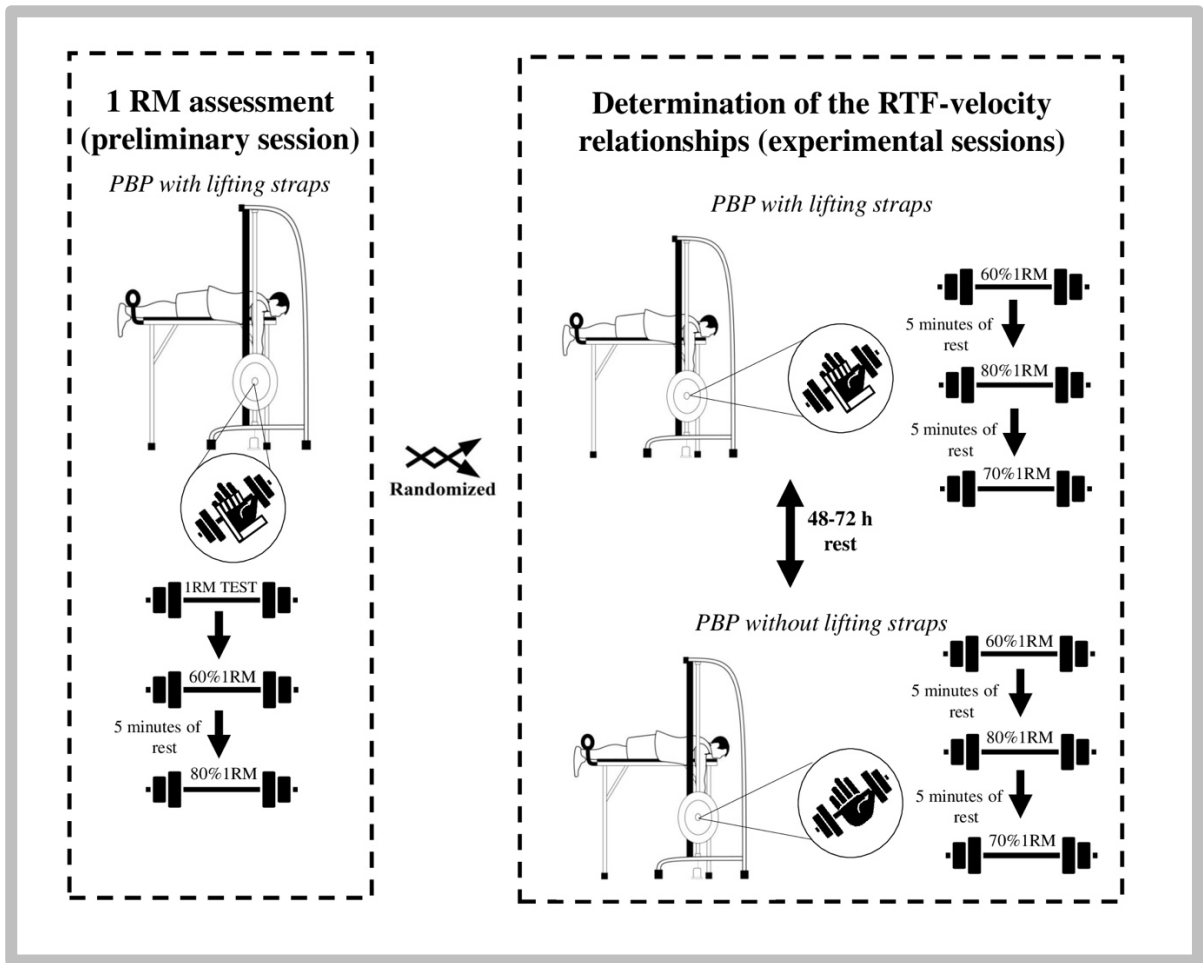 1 RM assessment
(preliminary session)
PBP with lifting straps
1RM TEST
60%1RM
5 minutes of
rest
80%1RM
Randomized
Determination of the RTF-velocity
relationships (experimental sessions)
PBP with lifting straps
60%1RM
5 minutes of
rest
80%1RM
5 minutes of
rest
70%1RM
48-72 h
rest
PBP without lifting straps
60%1RM
5 minutes of
rest
80%1RM
5 minutes of
rest
70%1RM